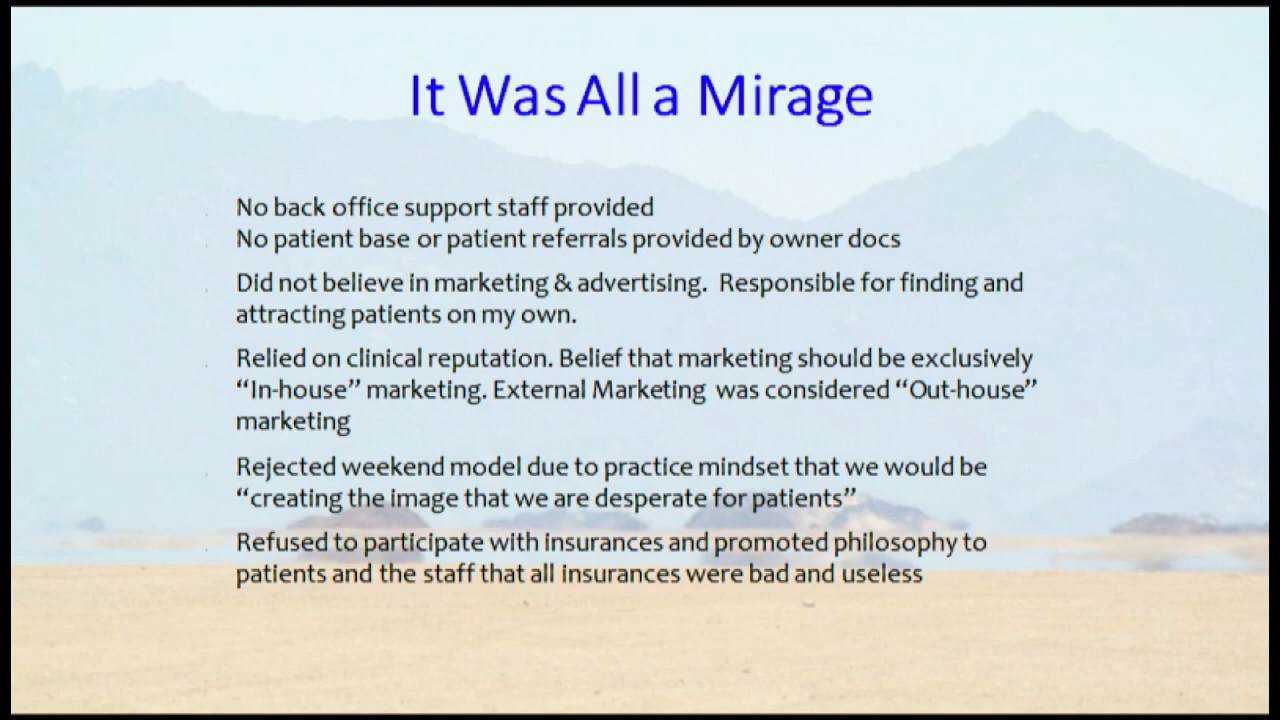 It Was All a Mirage
No back office support staff provided
No patient base or patient referrals provided by owner docs
Did not believe in marketing & advertising.  Responsible for finding and
attracting patients on my own.
Relied on clinical reputation. Belief that marketing should be exclusively
“In-house” marketing. External Marketing  was considered “Out-house”
marketing
Rejected weekend model due to practice mindset that we would be
“creating the image that we are desperate for patients”
Refused to participate with insurances and promoted philosophy to
patients and the staff that all insurances were bad and useless